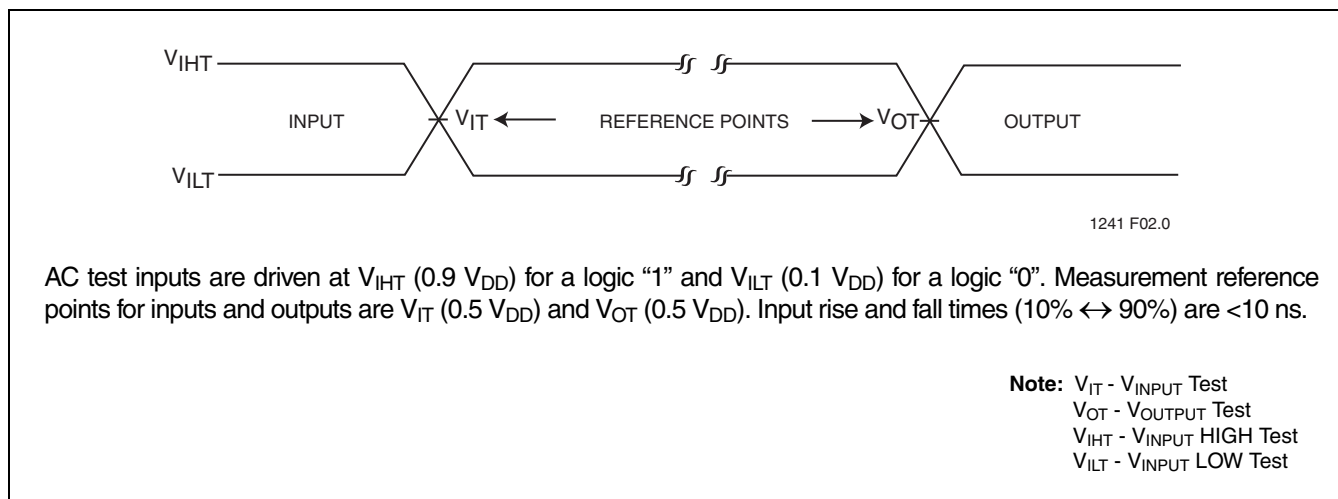 VIHT
INPUT VIT REFERENCE POINTS VOT OUTPUT
VILT
1241 F02.0
AC test inputs are driven at VIHT (0.9 VDD) for a logic “1” and VILT (0.1 VDD) for a logic “0”. Measurement reference
points for inputs and outputs are VIT (0.5 VDD) and VOT (0.5 VDD). Input rise and fall times (10% ↔ 90%) are <10 ns.
Note: VIT - VINPUT Test
VOT - VOUTPUT Test
VIHT - VINPUT HIGH Test
VILT - VINPUT LOW Test